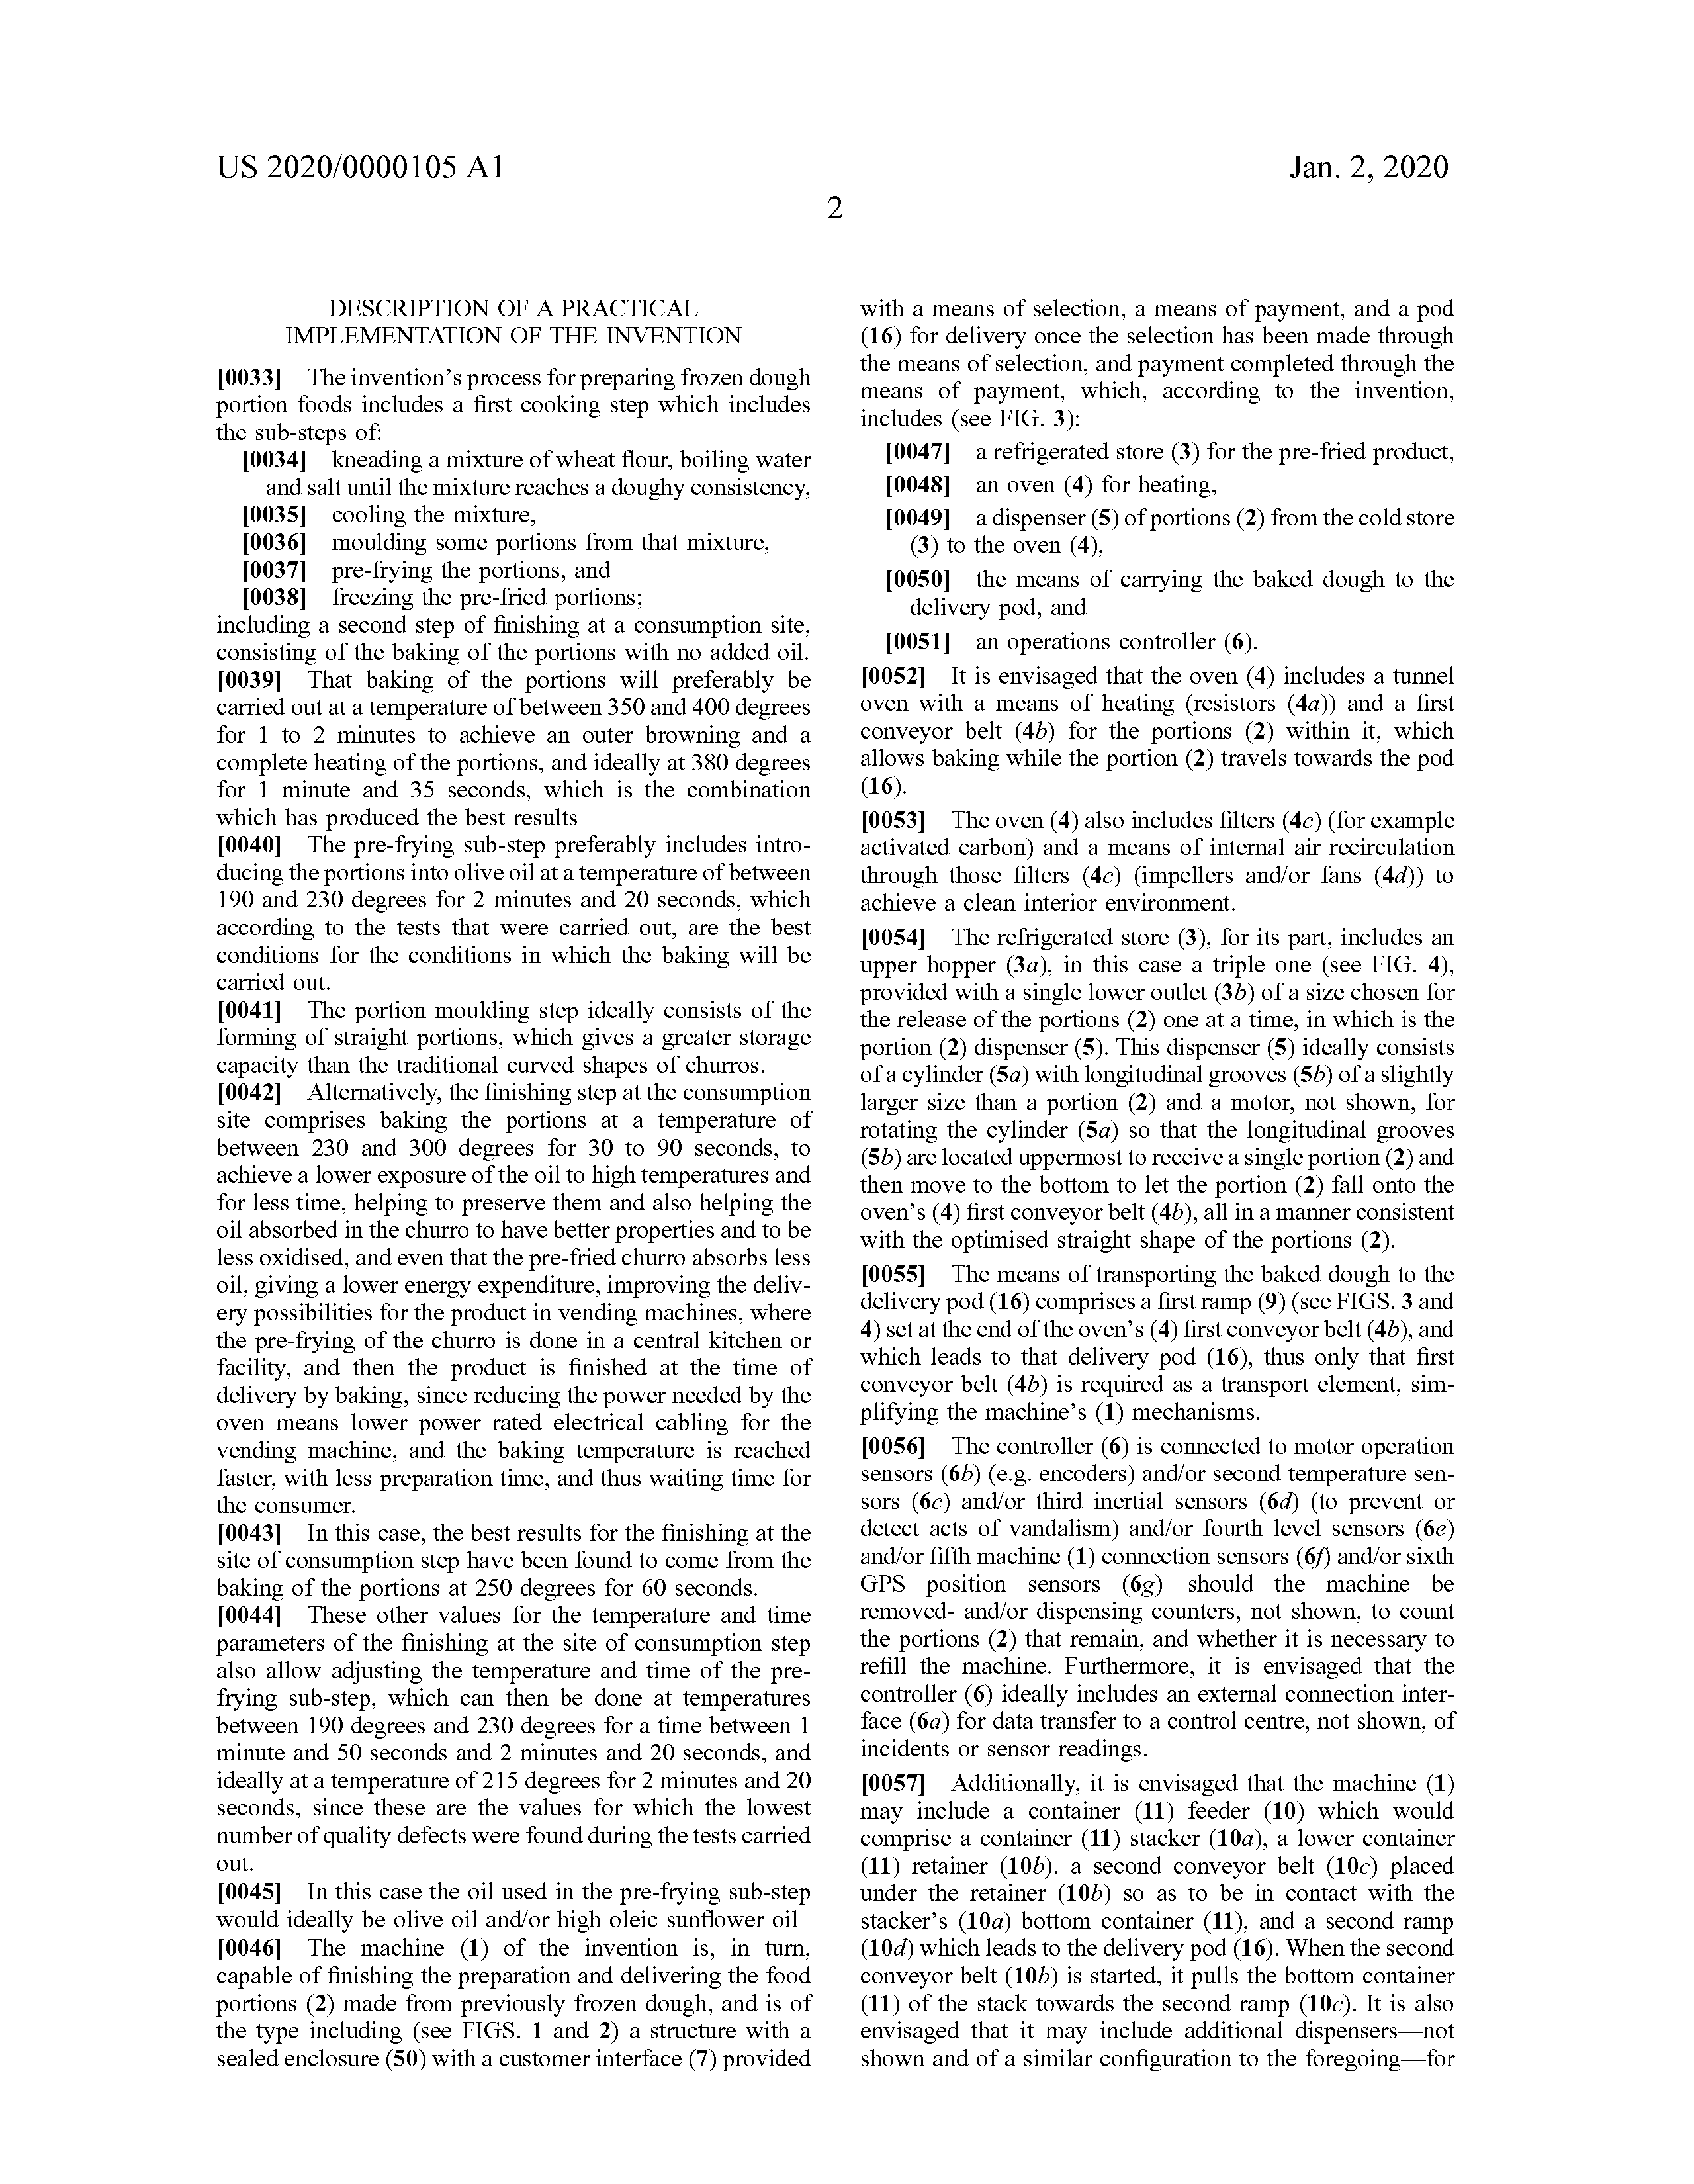 US 2020/0000105 A1
Jan. 2, 2020
2
DESCRIPTION OF A PRACTICAL
IMPLEMENTATION OF THE INVENTION
[0033] The invention's process for preparing frozen dough
portion foods includes a first cooking step which includes
the sub-steps of:
[0034] kneading a mixture of wheat flour, boiling water
and salt until the mixture reaches a doughy consistency,
[0035] cooling the mixture,
[0036] moulding some portions from that mixture,
[0037] pre-frying the portions, and
[0038] freezing the pre-fried portions;
including a second step of finishing at a consumption site,
consisting of the baking of the portions with no added oil.
[0039] That baking of the portions will preferably be
carried out at a temperature of between 350 and 400 degrees
for 1 to 2 minutes to achieve an outer browning and a
complete heating of the portions, and ideally at 380 degrees
for 1 minute and 35 seconds, which is the combination
which has produced the best results
[0040] The pre-frying sub-step preferably includes intro-
ducing the portions into olive oil at a temperature of between
190 and 230 degrees for 2 minutes and 20 seconds, which
according to the tests that were carried out, are the best
conditions for the conditions in which the baking will be
carried out.
[0041] The portion moulding step ideally consists of the
forming of straight portions, which gives a greater storage
capacity than the traditional curved shapes of churros.
[0042] Alternatively, the finishing step at the consumption
site comprises baking the portions at a temperature of
between 230 and 300 degrees for 30 to 90 seconds, to
achieve a lower exposure of the oil to high temperatures and
for less time, helping to preserve them and also helping the
oil absorbed in the churro to have better properties and to be
less oxidised, and even that the pre-fried churro absorbs less
oil, giving a lower energy expenditure, improving the deliv-
ery possibilities for the product in vending machines, where
the pre-frying of the churro is done in a central kitchen or
facility, and then the product is finished at the time of
delivery by baking, since reducing the power needed by the
oven means lower power rated electrical cabling for the
vending machine, and the baking temperature is reached
faster, with less preparation time, and thus waiting time for
the consumer.
[0043] In this case, the best results for the finishing at the
site of consumption step have been found to come from the
baking of the portions at 250 degrees for 60 seconds.
[0044] These other values for the temperature and time
parameters of the finishing at the site of consumption step
also allow adjusting the temperature and time of the pre-
frying sub-step, which can then be done at temperatures
between 190 degrees and 230 degrees for a time between 1
minute and 50 seconds and 2 minutes and 20 seconds, and
ideally at a temperature of 215 degrees for 2 minutes and 20
seconds, since these are the values for which the lowest
number of quality defects were found during the tests carried
out.
[0045] In this case the oil used in the pre-frying sub-step
would ideally be olive oil and/or high oleic sunflower oil
[0046] The machine (1) of the invention is, in turn,
capable of finishing the preparation and delivering the food
portions (2) made from previously frozen dough, and is of
the type including (see FIGS. 1 and 2) a structure with a
sealed enclosure (50) with a customer interface (7) provided
with a means of selection, a means of payment, and a pod
(16) for delivery once the selection has been made through
the means of selection, and payment completed through the
means of payment, which, according to the invention,
includes (see FIG. 3):
[0047] a refrigerated store (3) for the pre-fried product,
[0048] an oven (4) for heating,
[0049] a dispenser (5) of portions (2) from the cold store
(3) to the oven (4),
[0050] the means of carrying the baked dough to the
delivery pod, and
[0051] an operations controller (6).
[0052] It is envisaged that the oven (4) includes a tunnel
oven with a means of heating (resistors (4a)) and a first
conveyor belt (4b) for the portions (2) within it, which
allows baking while the portion (2) travels towards the pod
(16).
[0053] The oven (4) also includes filters (4c) (for example
activated carbon) and a means of internal air recirculation
through those filters (4c) (impellers and/or fans (4d)) to
achieve a clean interior environment.
[0054] The refrigerated store (3), for its part, includes an
upper hopper (3a), in this case a triple one (see FIG. 4),
provided with a single lower outlet (3b) of a size chosen for
the release of the portions (2) one at a time, in which is the
portion (2) dispenser (5). This dispenser (5) ideally consists
of a cylinder (5a) with longitudinal grooves (5b) of a slightly
larger size than a portion (2) and a motor, not shown, for
rotating the cylinder (5a) so that the longitudinal grooves
(5b) are located uppermost to receive a single portion (2) and
then move to the bottom to let the portion (2) fall onto the
oven's (4) first conveyor belt (4b), all in a manner consistent
with the optimised straight shape of the portions (2).
[0055] The means of transporting the baked dough to the
delivery pod (16) comprises a first ramp (9) (see FIGS. 3 and
4) set at the end of the oven's (4) first conveyor belt (4b), and
which leads to that delivery pod (16), thus only that first
conveyor belt (4b) is required as a transport element, sim-
plifying the machine's (1) mechanisms.
[0056] The controller (6) is connected to motor operation
sensors (6b) (e.g. encoders) and/or second temperature sen-
sors (6c) and/or third inertial sensors (6d) (to prevent or
detect acts of vandalism) and/or fourth level sensors (6e)
and/or fifth machine (1) connection sensors (6f) and/or sixth
GPS position sensors (6g)—should the machine be
removed- and/or dispensing counters, not shown, to count
the portions (2) that remain, and whether it is necessary to
refill the machine. Furthermore, it is envisaged that the
controller (6) ideally includes an external connection inter-
face (6a) for data transfer to a control centre, not shown, of
incidents or sensor readings.
[0057] Additionally, it is envisaged that the machine (1)
may include a container (11) feeder (10) which would
comprise a container (11) stacker (10a), a lower container
(11) retainer (10b). a second conveyor belt (10c) placed
under the retainer (10b) so as to be in contact with the
stacker's (10a) bottom container (11), and a second ramp
(10d) which leads to the delivery pod (16). When the second
conveyor belt (10b) is started, it pulls the bottom container
(11) of the stack towards the second ramp (10c). It is also
envisaged that it may include additional dispensers—not
shown and of a similar configuration to the foregoing—for